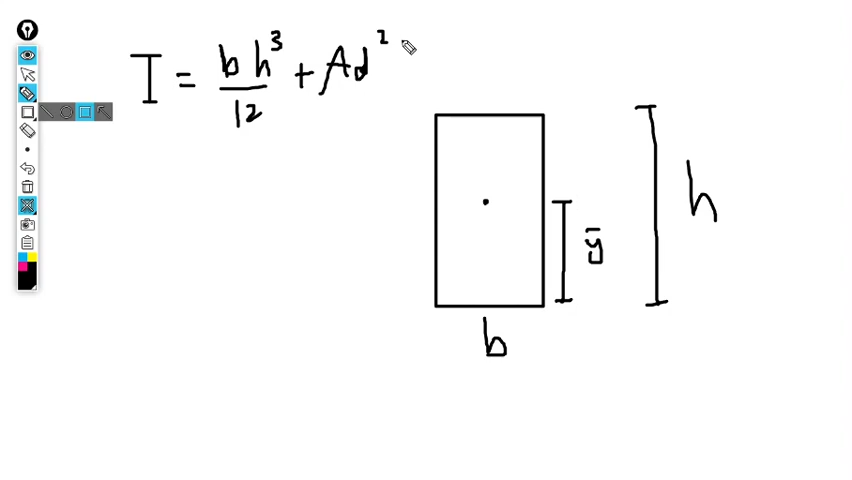 I = bh³/12 + Ad²
h
ȳ
b